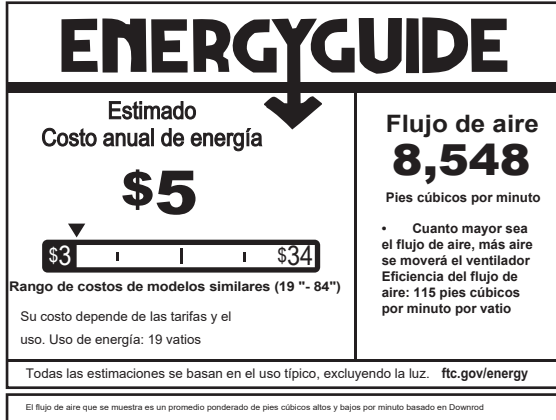 ENERGYGUIDE
Estimado
Costo anual de energía
$5
$3 $34
Rango de costos de modelos similares (19 "- 84")
Su costo depende de las tarifas y el
uso. Uso de energía: 19 vatios
Flujo de aire
8,548
Pies cúbicos por minuto
• Cuanto mayor sea
el flujo de aire, más aire
se moverá el ventilador
Eficiencia del flujo de
aire: 115 pies cúbicos
por minuto por vatio
Todas las estimaciones se basan en el uso típico, excluyendo la luz. ftc.gov/energy
El flujo de aire que se muestra es un promedio ponderado de pies cúbicos altos y bajos por minuto basado en Downrod